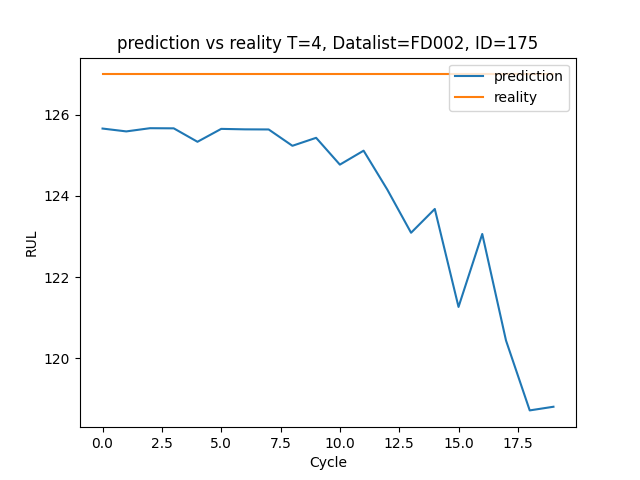 prediction vs reality T=4, Datalist=FD002, ID=175
prediction
reality
126
124
122
120
RUL
0.0 2.5 5.0 7.5 10.0 12.5 15.0 17.5
Cycle